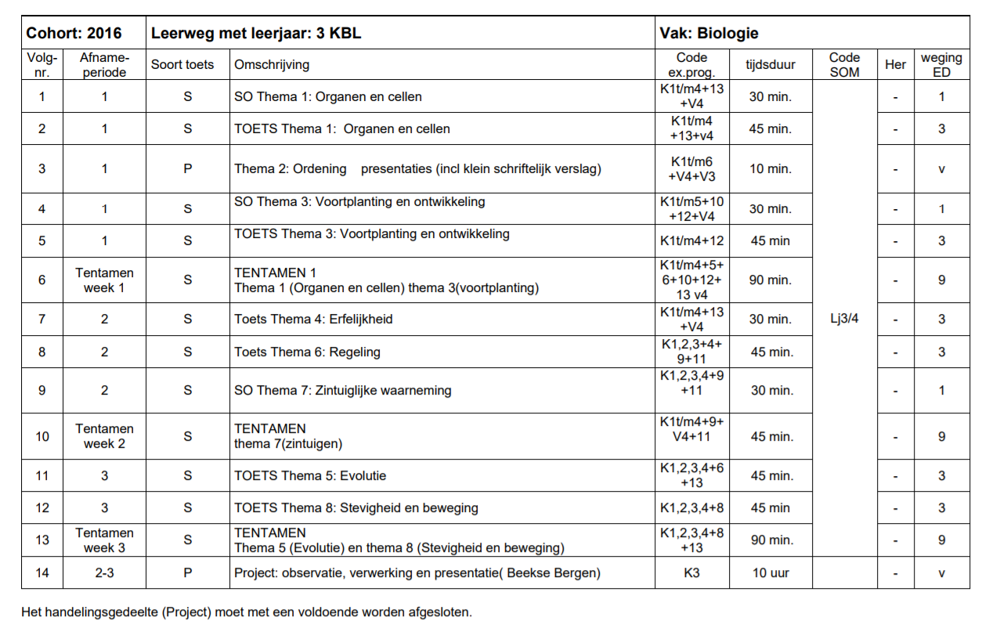 Cohort: 2016 Leerweg met leerjaar: 3 KBL Vak: Biologie
Volg-nr. Afname-periode Soort toets Omschrijving Code ex.prog. tijdsduur Code SOM Her weging ED
1 1 S SO Thema 1: Organen en cellen K1t/m4+13 +V4 30 min. - 1
2 1 S TOETS Thema 1: Organen en cellen K1t/m4 +13+v4 45 min. - 3
3 1 P Thema 2: Ordening presentaties (incl klein schriftelijk verslag) K1t/m6 +V4+V3 10 min. - v
4 1 S SO Thema 3: Voortplanting en ontwikkeling K1t/m5+10 +12+V4 30 min. - 1
5 1 S TOETS Thema 3: Voortplanting en ontwikkeling K1t/m4+12 45 min - 3
6 Tentamen week 1 S TENTAMEN 1 Thema 1 (Organen en cellen) thema 3(voortplanting) K1t/m4+5+ 6+10+12+ 13 v4 90 min. - 9
7 2 S Toets Thema 4: Erfelijkheid K1t/m4+13 +V4 30 min. Lj3/4 - 3
8 2 S Toets Thema 6: Regeling K1,2,3+4+ 9+11 45 min. - 3
9 2 S SO Thema 7: Zintuiglijke waarneming K1,2,3,4+9 +11 30 min. - 1
10 Tentamen week 2 S TENTAMEN thema 7(zintuigen) K1t/m4+9+ V4+11 45 min. - 9
11 3 S TOETS Thema 5: Evolutie K1,2,3,4+6 +13 45 min. - 3
12 3 S TOETS Thema 8: Stevigheid en beweging K1,2,3,4+8 45 min - 3
13 Tentamen week 3 S TENTAMEN Thema 5 (Evolutie) en thema 8 (Stevigheid en beweging) K1,2,3,4+8 +13 90 min. - 9
14 2-3 P Project: observatie, verwerking en presentatie( Beekse Bergen) K3 10 uur - v
Het handelingsgedeelte (Project) moet met een voldoende worden afgesloten.